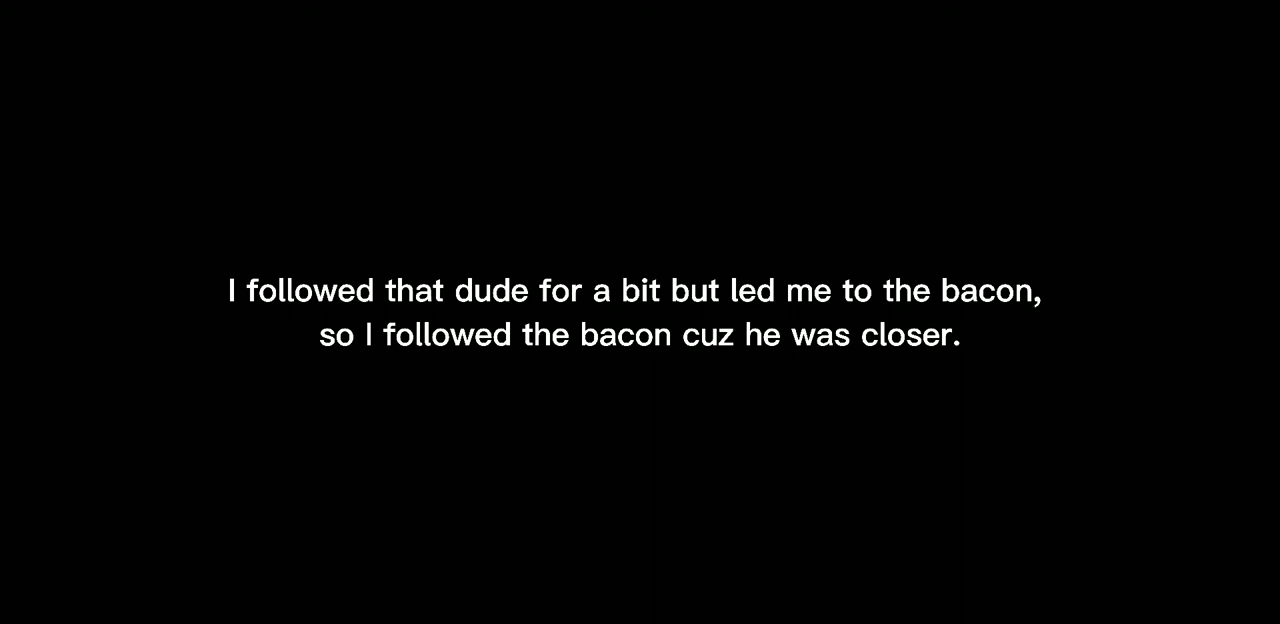 I followed that dude for a bit but led me to the bacon,
so I followed the bacon cuz he was closer.